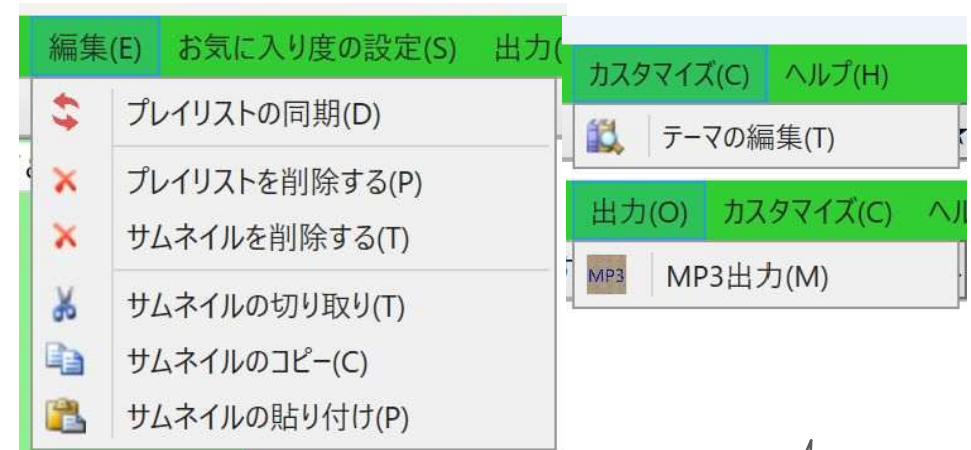 編集(E) お気に入り度の設定(S) 出力(
プレイリストの同期(D)
プレイリストを削除する(P)
サムネイルを削除する(T)
サムネイルの切り取り(T)
サムネイルのコピー(C)
サムネイルの貼り付け(P)
カスタマイズ(C) ヘルプ(H)
テーマの編集(T)
出力(O) カスタマイズ(C) ヘル
MP3 MP3出力(M)